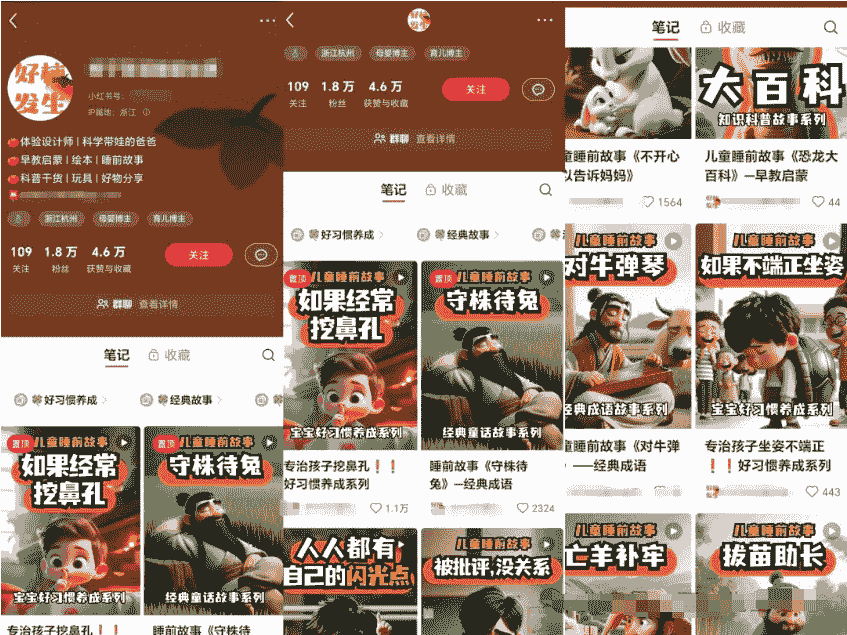 好柿
发生
小红书号:
IP属地:浙江
体验设计师 | 科学带娃的爸爸
早教启蒙 | 绘本 | 睡前故事
科普干货 | 玩具 | 好物分享
浙江杭州
母婴博主
育儿博主
109
关注
1.8 万
粉丝
4.6 万
获赞与收藏
关注
群聊 查看详情
笔记
收藏
好习惯养成
经典故事
置顶
儿童睡前故事
如果经常
挖鼻孔
宝宝好习惯养成系列
专治孩子挖鼻孔❗❗
置顶
儿童睡前故事
守株待兔
经典童话故事系列
睡前故事《守株待
浙江杭州
母婴博主
育儿博主
109
关注
1.8 万
粉丝
4.6 万
获赞与收藏
关注
群聊 查看详情
笔记
收藏
好习惯养成
经典故事
置顶
儿童睡前故事
如果经常
挖鼻孔
宝宝好习惯养成系列
专治孩子挖鼻孔❗❗
好习惯养成系列
1.1万
置顶
儿童睡前故事
守株待兔
经典童话故事系列
睡前故事《守株待
兔》—经典成语
2324
人人都有
自己的闪光点
儿童睡前故事
被批评,没关系
笔记
收藏
童睡前故事《不开心
以告诉妈妈》
1564
大百科
知识科普故事系列
儿童睡前故事《恐龙大
百科》—早教启蒙
44
儿童睡前故事
对牛弹琴
经典成语故事系列
童睡前故事《对牛弹
》——经典成语
儿童睡前故事
如果不端正坐姿
宝宝好习惯养成系列
专治孩子坐姿不端正
❗❗好习惯养成系列
443
儿童睡前故事
亡羊补牢
儿童睡前故事
拔苗助长